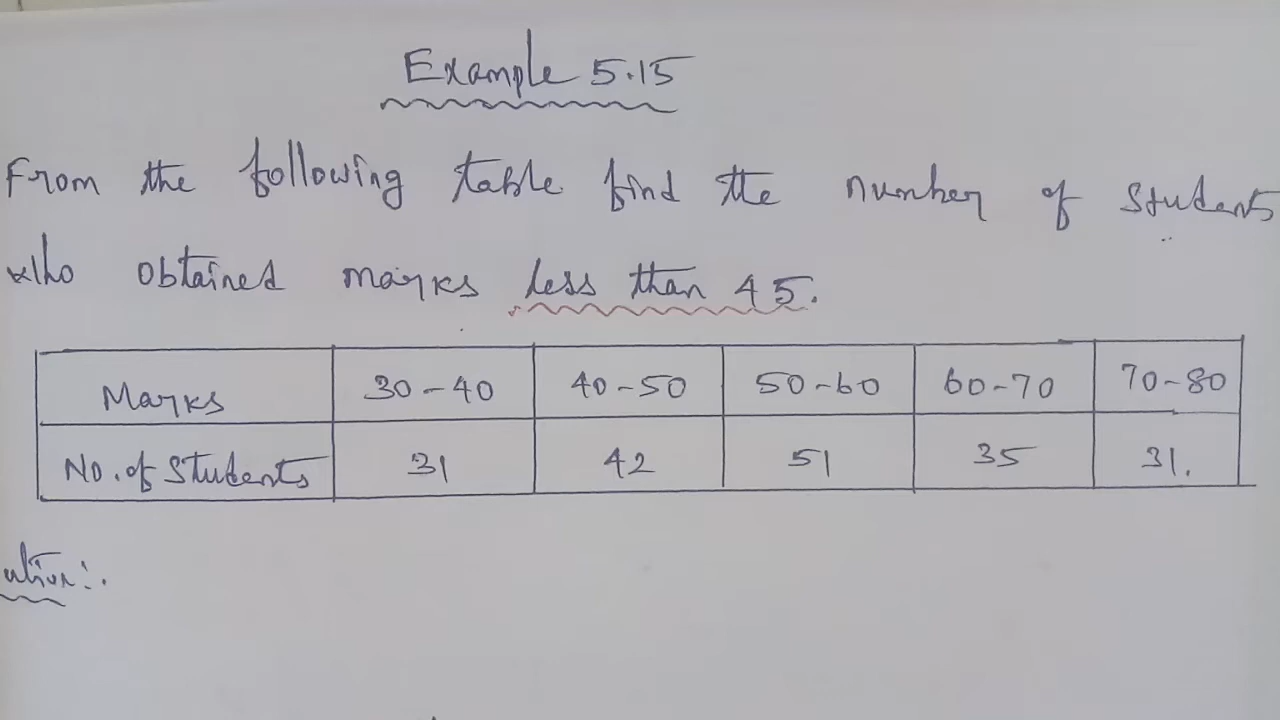 Example 5.15
From the following table find the number of students
who obtained marks less than 45.
Marks 30-40 40-50 50-60 60-70 70-80
No. of Students 31 42 51 35 31.
ution:.